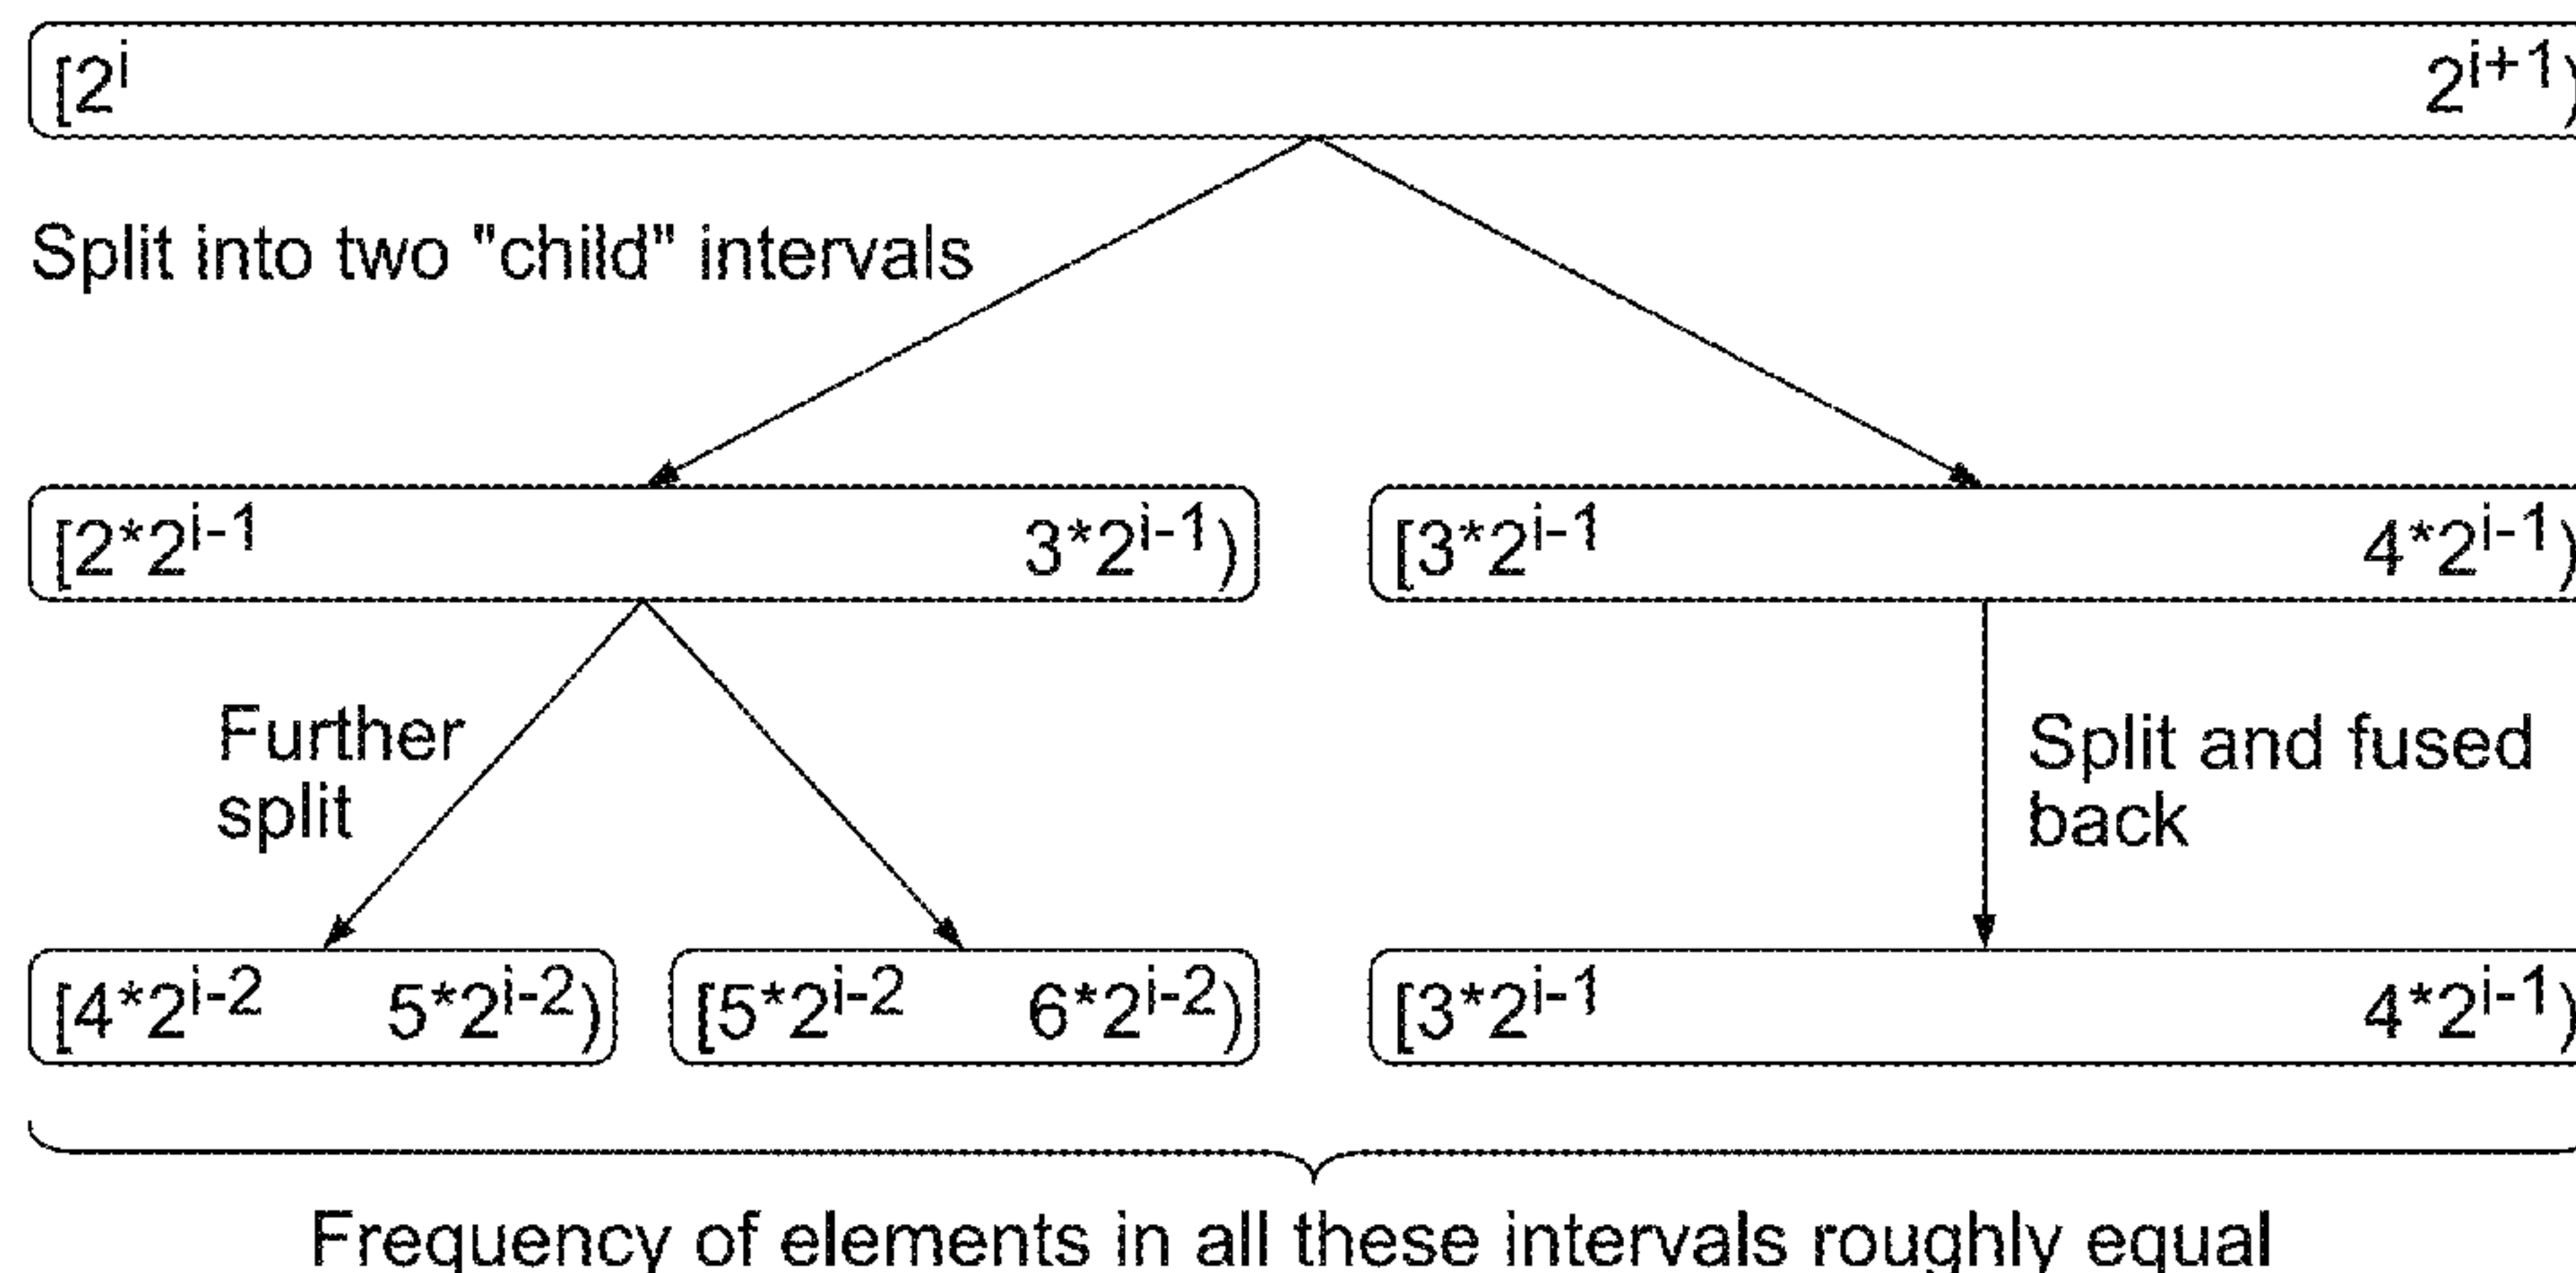 [2^i 2^{i+1})
Split into two "child" intervals
[2*2^{i-1} 3*2^{i-1}) [3*2^{i-1} 4*2^{i-1})
Further
split
Split and fused
back
[4*2^{i-2} 5*2^{i-2}) [5*2^{i-2} 6*2^{i-2}) [3*2^{i-1} 4*2^{i-1})
Frequency of elements in all these intervals roughly equal